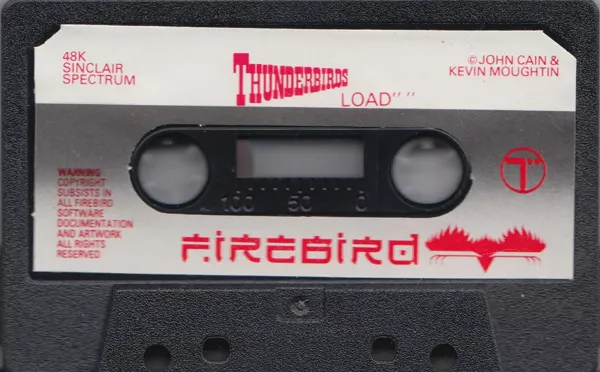 48K
SINCLAIR
SPECTRUM
THUNDERBIRDS
LOAD" "
©JOHN CAIN &
KEVIN MOUGHTIN
WARNING
COPYRIGHT
SUBSISTS IN
ALL FIREBIRD
SOFTWARE
DOCUMENTATION
AND ARTWORK
ALL RIGHTS
RESERVED
100 50 0
FIREBIRD